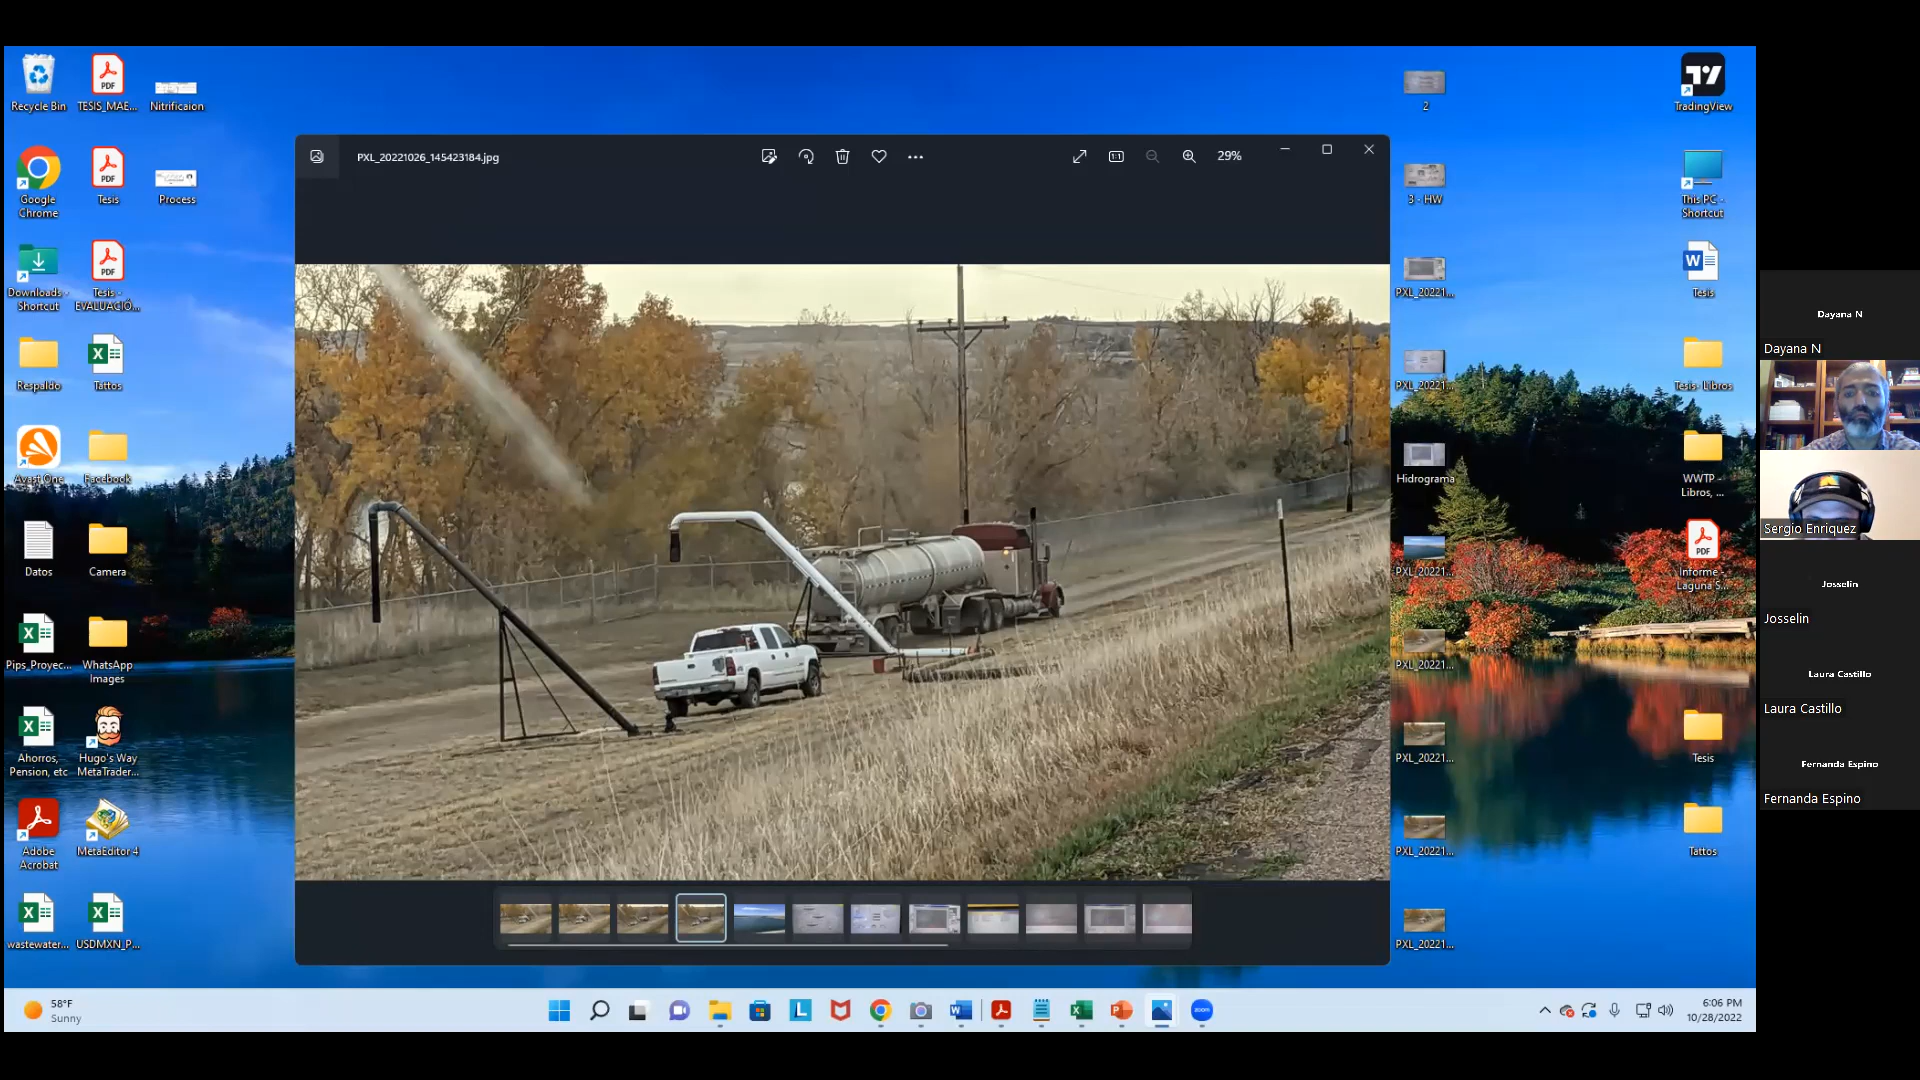 Recycle Bin
TESIS_MAE...
Nitrificaion
Google
Chrome
Tesis
Process
Downloads -
Shortcut
Tesis -
EVALUACIÓ...
Respaldo
Tattos
Avast One
Facebook
Datos
Camera
Pips_Proyec...
WhatsApp
Images
Ahorros,
Pension, etc
Hugo's Way
MetaTrader...
Adobe
Acrobat
MetaEditor 4
wastewater...
USDMXN_P...
PXL_20221026_145423184.jpg
29%
2
3 - HW
PXL_20221...
PXL_20221...
Hidrograma
PXL_20221...
PXL_20221...
PXL_20221...
PXL_20221...
PXL_20221...
TradingView
This PC -
Shortcut
Tesis
Tesis- Libros
WWTP -
Libros, ...
Informe -
Laguna S...
Tesis
Tattos
Dayana N
Dayana N
Sergio Enriquez
Josselin
Josselin
Laura Castillo
Laura Castillo
Fernanda Espino
Fernanda Espino
58°F
Sunny
zoom
6:06 PM
10/28/2022